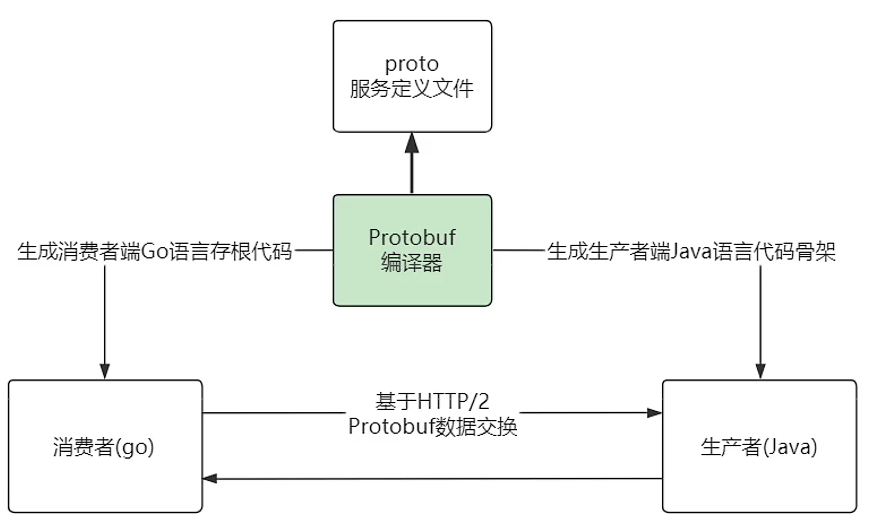 proto
服务定义文件
Protobuf
编译器
生成消费者端Go语言存根代码
生成生产者端Java语言代码骨架
基于HTTP/2
Protobuf数据交换
消费者(go)
生产者(Java)